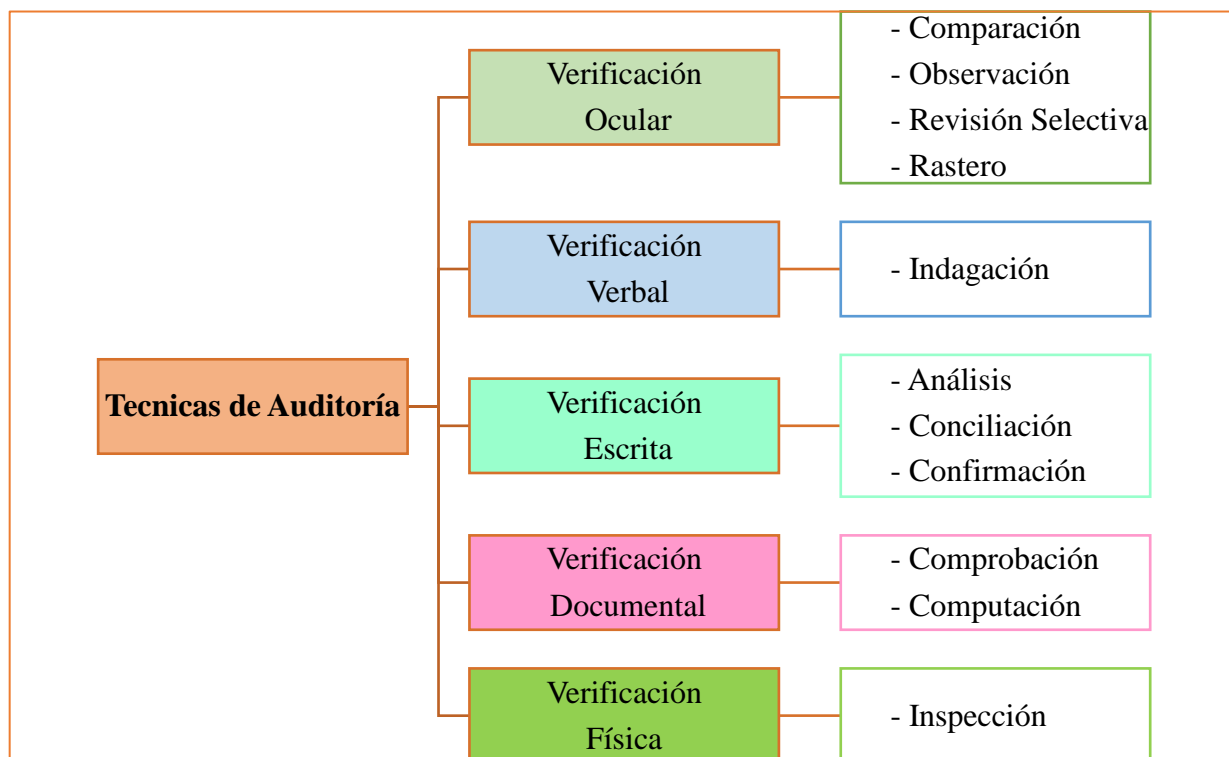 Tecnicas de Auditoría
Verificación
Ocular
- Comparación
- Observación
- Revisión Selectiva
- Rastero
Verificación
Verbal
- Indagación
Verificación
Escrita
- Análisis
- Conciliación
- Confirmación
Verificación
Documental
- Comprobación
- Computación
Verificación
Física
- Inspección